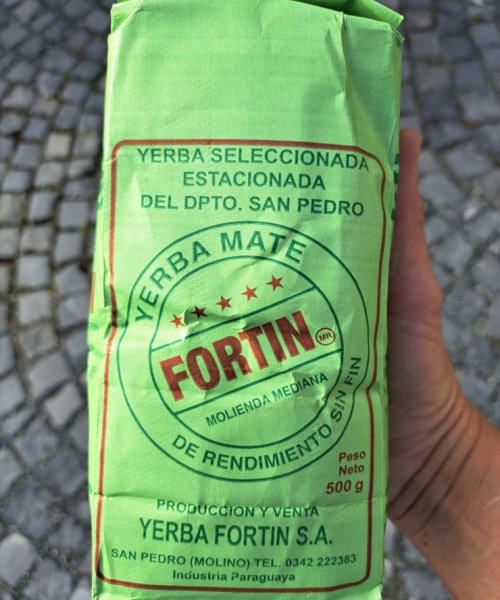 YERBA SELECCIONADA
ESTACIONADA
DEL DPTO. SAN PEDRO
YERBA MATE
FORTIN MR
MOLIENDA MEDIANA
DE RENDIMIENTO SIN FIN
Peso
Neto
500 g
PRODUCCION Y VENTA
YERBA FORTIN S.A.
SAN PEDRO (MOLINO) TEL. 0342 222383
Industria Paraguaya